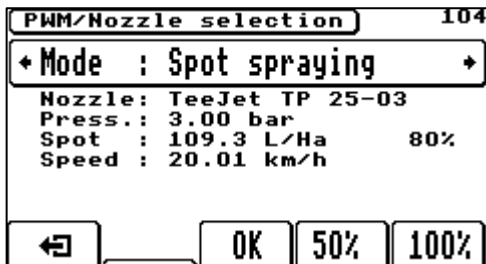 PWM/Nozzle selection 104
Mode : Spot spraying
Nozzle: TeeJet TP 25-03
Press.: 3.00 bar
Spot : 109.3 L/Ha 80%
Speed : 20.01 km/h
OK 50% 100%